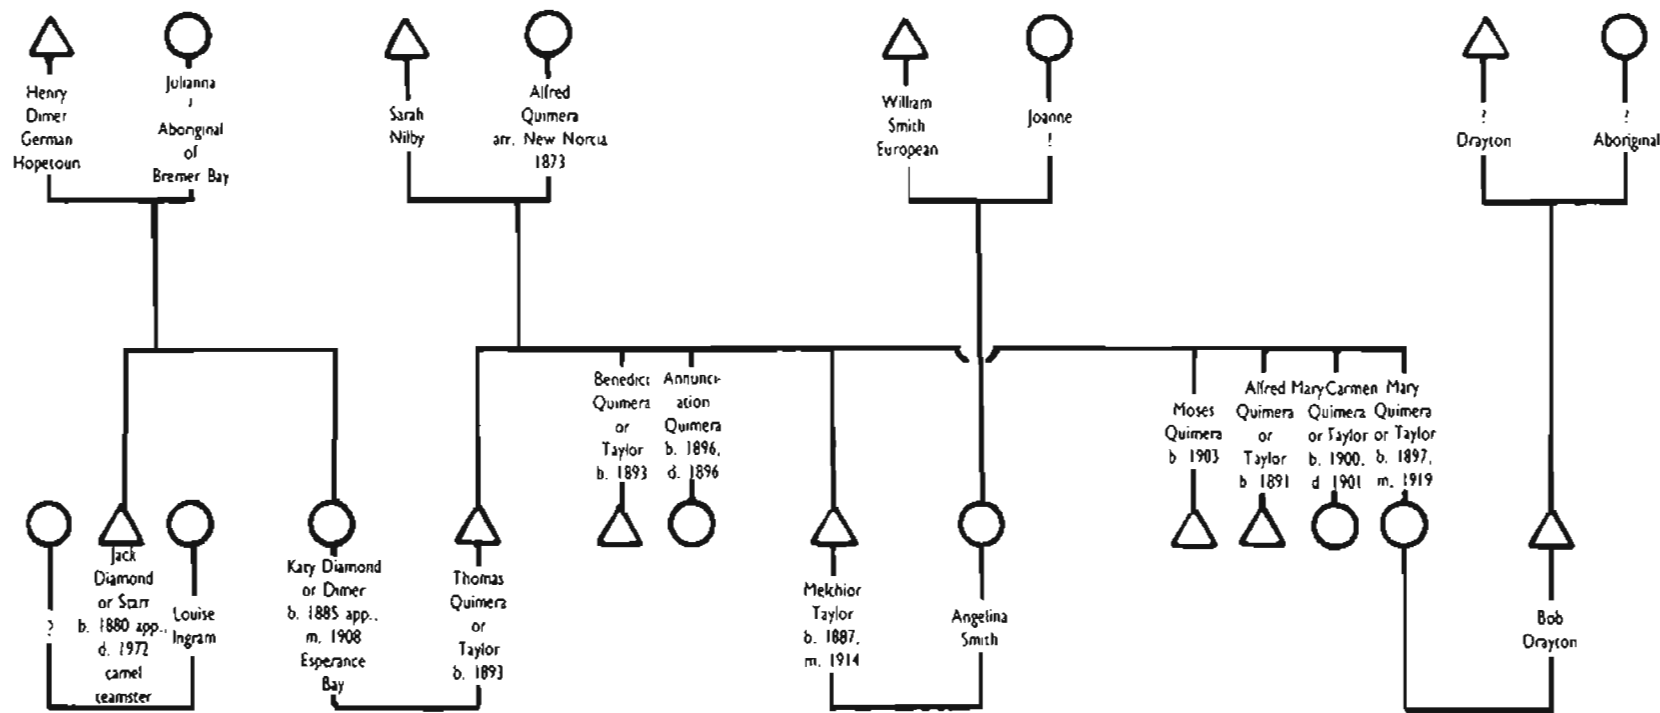 Henry
Dimer
German
Hopetoun
Julianna
?
Aboriginal
of
Bremer Bay
Sarah
Nilby
Alfred
Quimera
arr. New Norcia
1873
William
Smith
European
Joanne
?
?
Drayton
?
Aboriginal
Benedict
Quimera
or
Taylor
b. 1893
Annunci-
ation
Quimera
b. 1896,
d. 1896
Moses
Quimera
b 1903
Alfred
Quimera
or
Taylor
b 1891
Mary Carmen
Quimera
or Taylor
b. 1900.
d 1901
Mary
Quimera
or Taylor
b. 1897,
m. 1919
?
Jack
Diamond
or Starr
b. 1880 app.,
d. 1972
camel
teamster
Louise
Ingram
Katy Diamond
or Dimer
b. 1885 app.,
m. 1908
Esperance
Bay
Thomas
Quimera
or
Taylor
b. 1893
Melchior
Taylor
b. 1887,
m. 1914
Angelina
Smith
Bob
Drayton